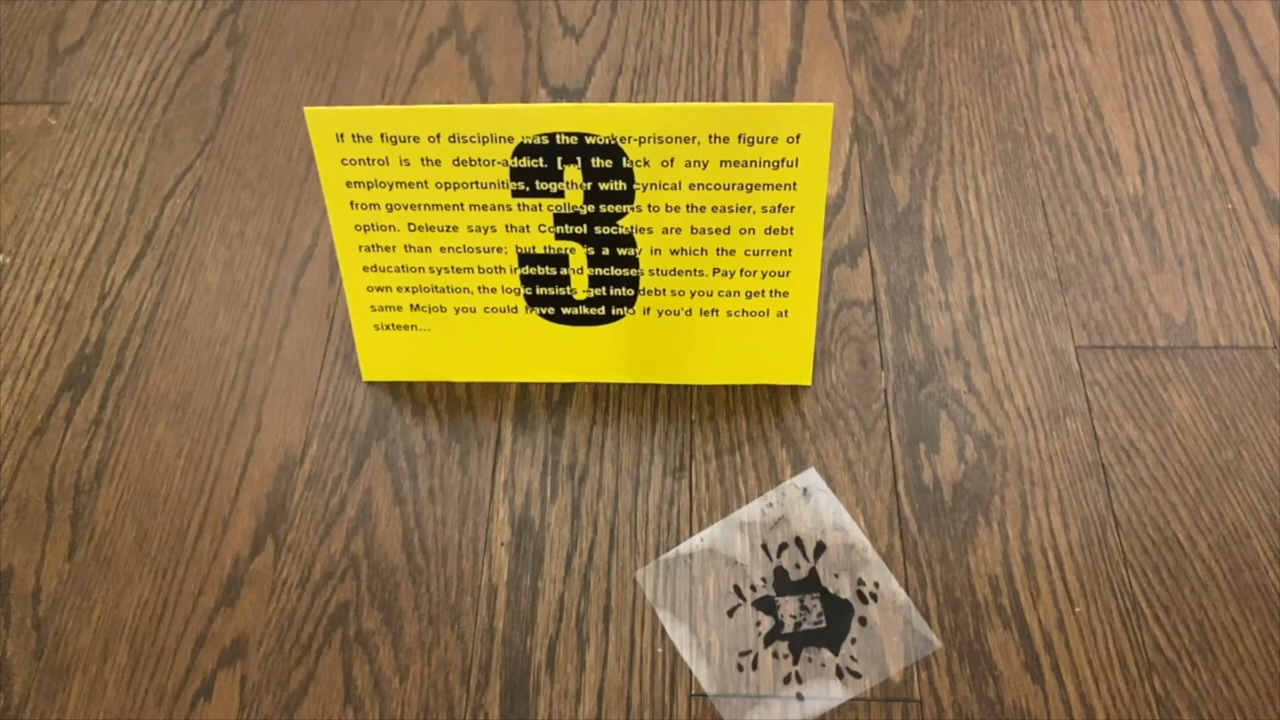 If the figure of discipline was the worker-prisoner, the figure of
control is the debtor-addict. [...] the lack of any meaningful
employment opportunities, together with cynical encouragement
from government means that college seems to be the easier, safer
option. Deleuze says that Control societies are based on debt
rather than enclosure; but there is a way in which the current
education system both indebts and encloses students. Pay for your
own exploitation, the logic insists -get into debt so you can get the
same Mcjob you could have walked into if you'd left school at
sixteen...
3